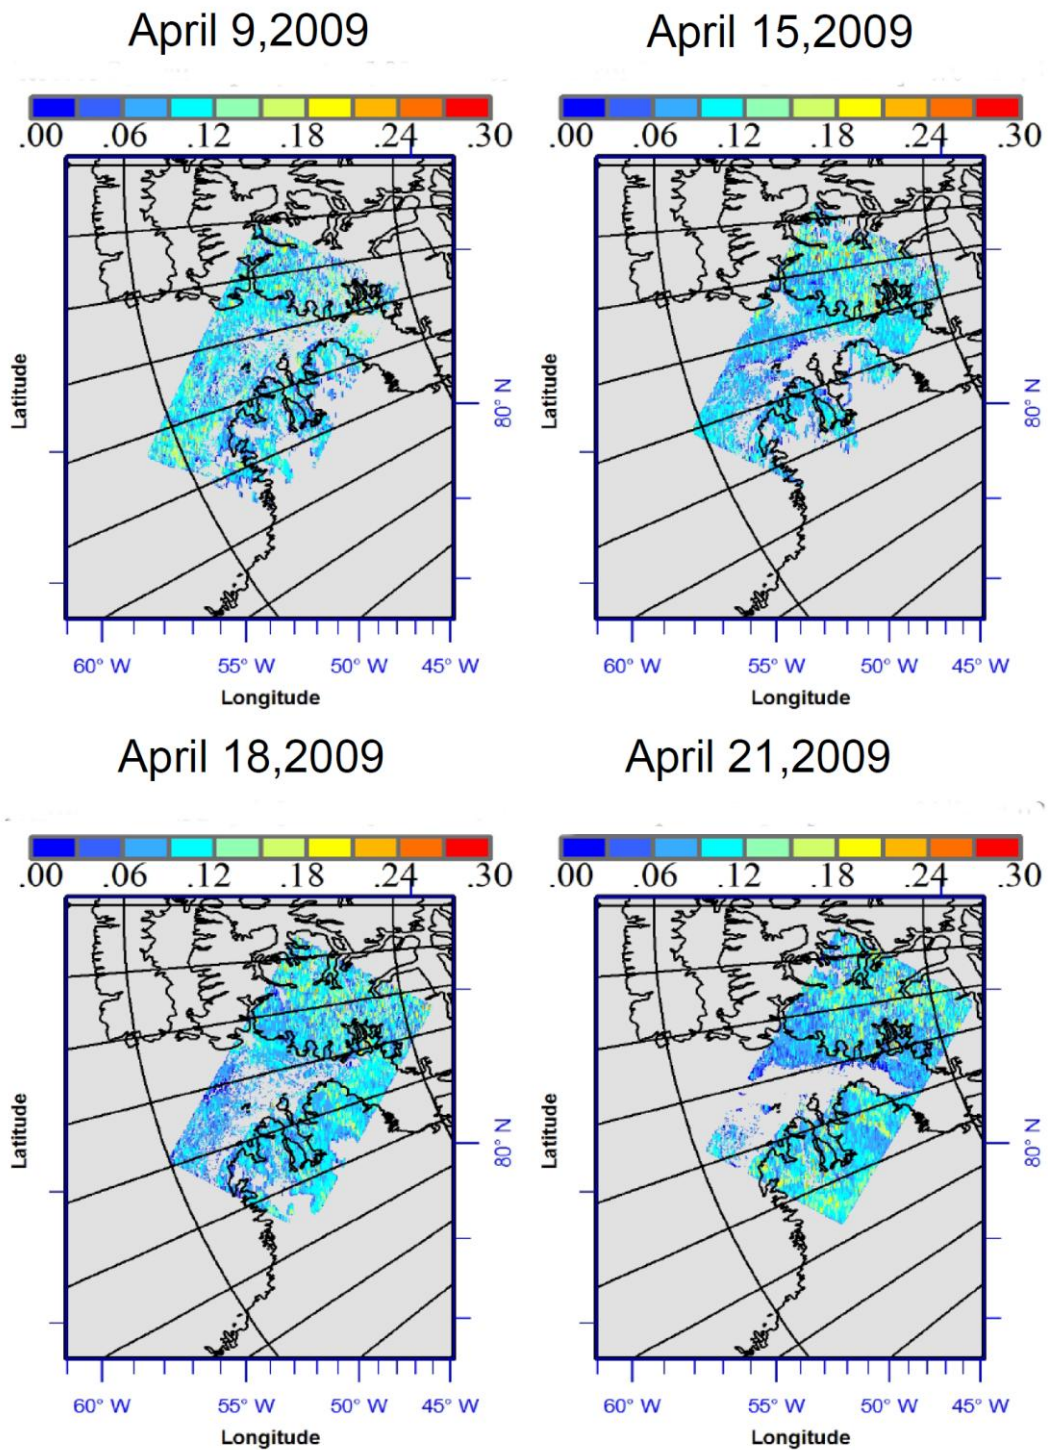 April 9,2009
April 15,2009
.00 .06 .12 .18 .24 .30
.00 .06 .12 .18 .24 .30
Latitude
80° N
Latitude
80° N
60° W 55° W 50° W 45° W
60° W 55° W 50° W 45° W
Longitude
Longitude
April 18,2009
April 21,2009
.00 .06 .12 .18 .24 .30
.00 .06 .12 .18 .24 .30
Latitude
80° N
Latitude
80° N
60° W 55° W 50° W 45° W
60° W 55° W 50° W 45° W
Longitude
Longitude